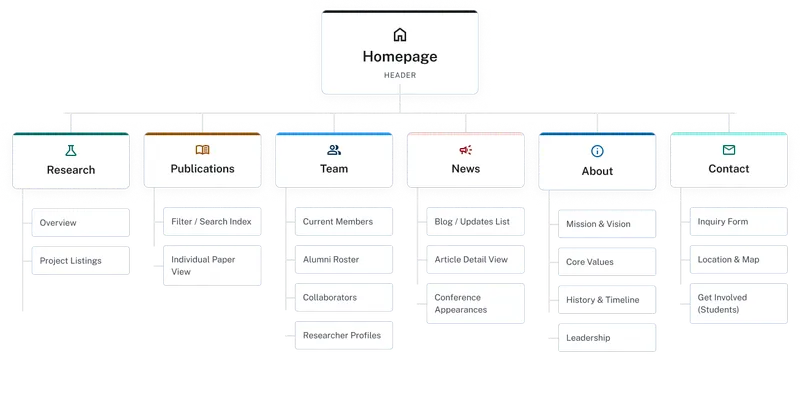 Homepage
HEADER
Research
Overview
Project Listings
Publications
Filter / Search Index
Individual Paper
View
Team
Current Members
Alumni Roster
Collaborators
Researcher Profiles
News
Blog / Updates List
Article Detail View
Conference
Appearances
About
Mission & Vision
Core Values
History & Timeline
Leadership
Contact
Inquiry Form
Location & Map
Get Involved
(Students)